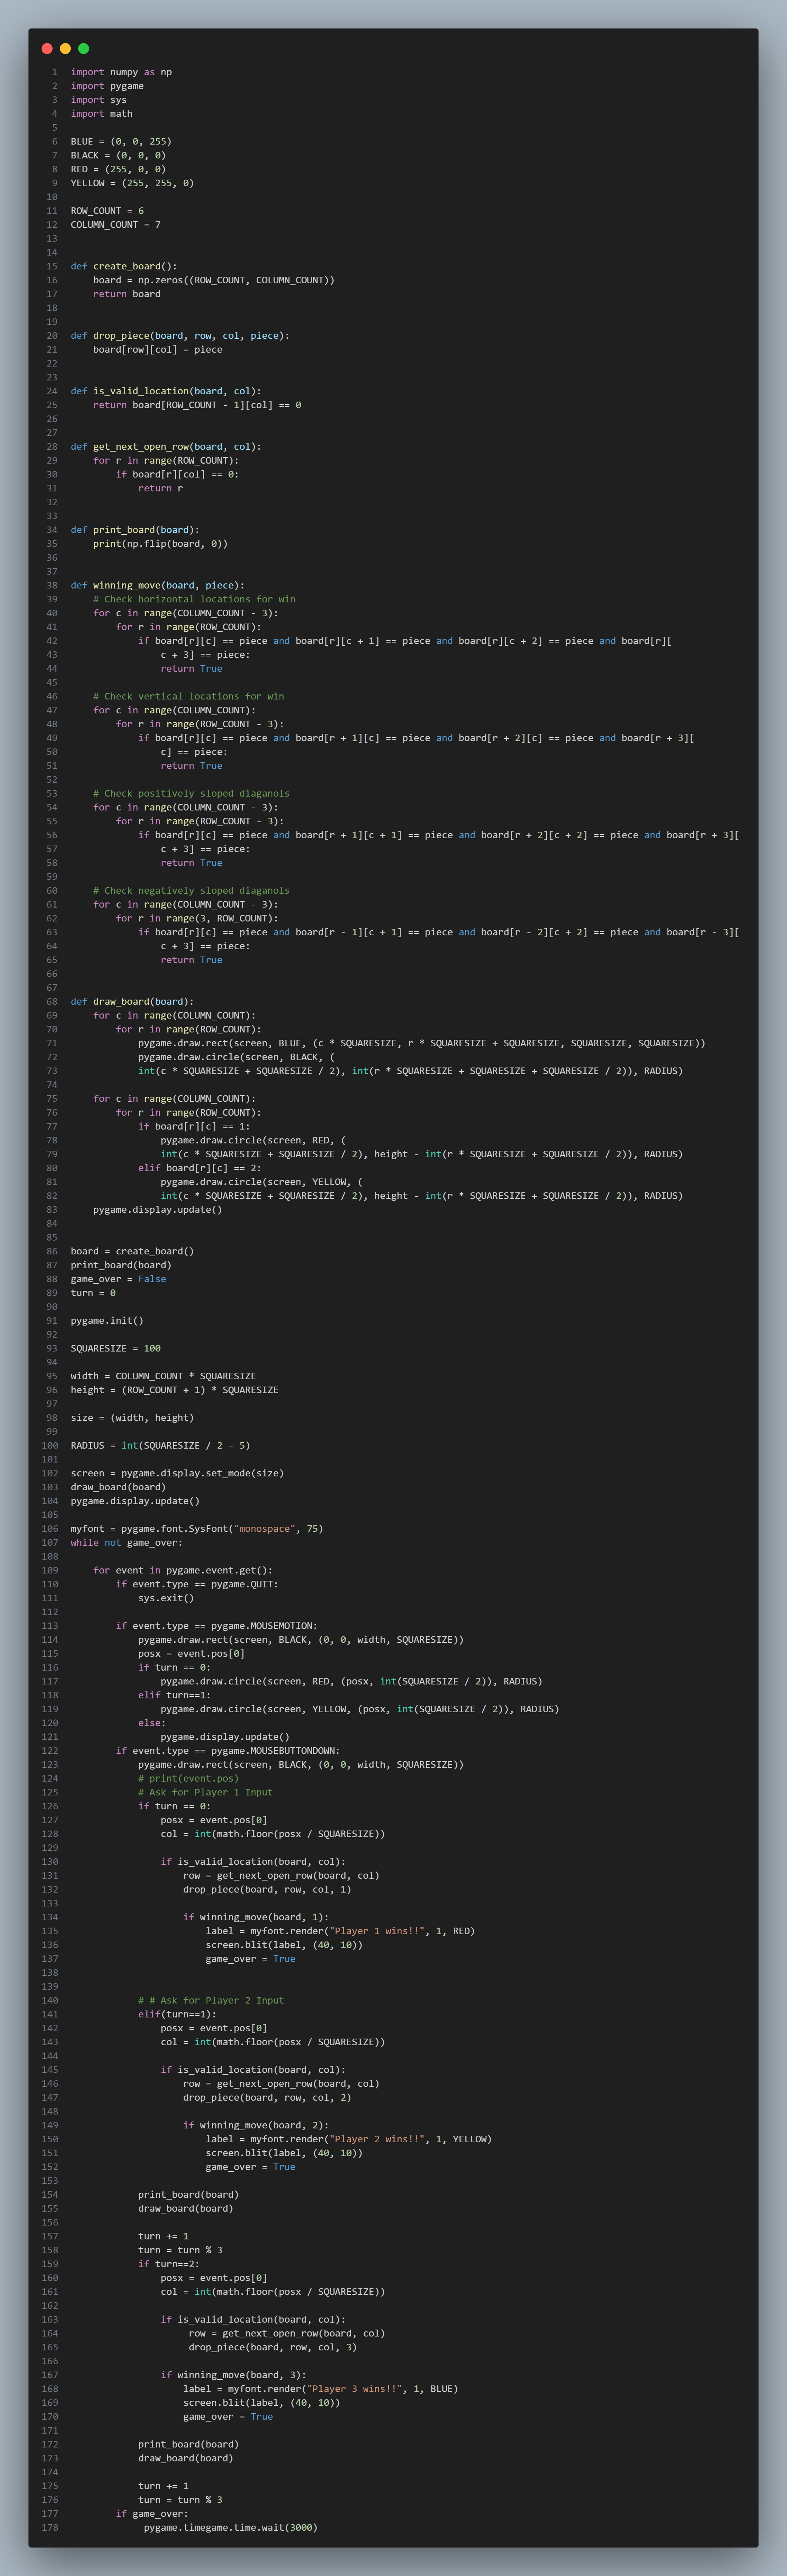 1 import numpy as np
2 import pygame
3 import sys
4 import math
5
6 BLUE = (0, 0, 255)
7 BLACK = (0, 0, 0)
8 RED = (255, 0, 0)
9 YELLOW = (255, 255, 0)
10
11 ROW_COUNT = 6
12 COLUMN_COUNT = 7
13
14
15 def create_board():
16     board = np.zeros((ROW_COUNT, COLUMN_COUNT))
17     return board
18
19
20 def drop_piece(board, row, col, piece):
21     board[row][col] = piece
22
23
24 def is_valid_location(board, col):
25     return board[ROW_COUNT - 1][col] == 0
26
27
28 def get_next_open_row(board, col):
29     for r in range(ROW_COUNT):
30         if board[r][col] == 0:
31             return r
32
33
34 def print_board(board):
35     print(np.flip(board, 0))
36
37
38 def winning_move(board, piece):
39     # Check horizontal locations for win
40     for c in range(COLUMN_COUNT - 3):
41         for r in range(ROW_COUNT):
42             if board[r][c] == piece and board[r][c + 1] == piece and board[r][c + 2] == piece and board[r][
43                 c + 3] == piece:
44                 return True
45
46     # Check vertical locations for win
47     for c in range(COLUMN_COUNT):
48         for r in range(ROW_COUNT - 3):
49             if board[r][c] == piece and board[r + 1][c] == piece and board[r + 2][c] == piece and board[r + 3][
50                 c] == piece:
51                 return True
52
53     # Check positively sloped diaganols
54     for c in range(COLUMN_COUNT - 3):
55         for r in range(ROW_COUNT - 3):
56             if board[r][c] == piece and board[r + 1][c + 1] == piece and board[r + 2][c + 2] == piece and board[r + 3][
57                 c + 3] == piece:
58                 return True
59
60     # Check negatively sloped diaganols
61     for c in range(COLUMN_COUNT - 3):
62         for r in range(3, ROW_COUNT):
63             if board[r][c] == piece and board[r - 1][c + 1] == piece and board[r - 2][c + 2] == piece and board[r - 3][
64                 c + 3] == piece:
65                 return True
66
67
68 def draw_board(board):
69     for c in range(COLUMN_COUNT):
70         for r in range(ROW_COUNT):
71             pygame.draw.rect(screen, BLUE, (c * SQUARESIZE, r * SQUARESIZE + SQUARESIZE, SQUARESIZE, SQUARESIZE))
72             pygame.draw.circle(screen, BLACK, (
73             int(c * SQUARESIZE + SQUARESIZE / 2), int(r * SQUARESIZE + SQUARESIZE + SQUARESIZE / 2)), RADIUS)
74
75     for c in range(COLUMN_COUNT):
76         for r in range(ROW_COUNT):
77             if board[r][c] == 1:
78                 pygame.draw.circle(screen, RED, (
79                 int(c * SQUARESIZE + SQUARESIZE / 2), height - int(r * SQUARESIZE + SQUARESIZE / 2)), RADIUS)
80             elif board[r][c] == 2:
81                 pygame.draw.circle(screen, YELLOW, (
82                 int(c * SQUARESIZE + SQUARESIZE / 2), height - int(r * SQUARESIZE + SQUARESIZE / 2)), RADIUS)
83     pygame.display.update()
84
85
86 board = create_board()
87 print_board(board)
88 game_over = False
89 turn = 0
90
91 pygame.init()
92
93 SQUARESIZE = 100
94
95 width = COLUMN_COUNT * SQUARESIZE
96 height = (ROW_COUNT + 1) * SQUARESIZE
97
98 size = (width, height)
99
100 RADIUS = int(SQUARESIZE / 2 - 5)
101
102 screen = pygame.display.set_mode(size)
103 draw_board(board)
104 pygame.display.update()
105
106 myfont = pygame.font.SysFont("monospace", 75)
107 while not game_over:
108
109     for event in pygame.event.get():
110         if event.type == pygame.QUIT:
111             sys.exit()
112
113         if event.type == pygame.MOUSEMOTION:
114             pygame.draw.rect(screen, BLACK, (0, 0, width, SQUARESIZE))
115             posx = event.pos[0]
116             if turn == 0:
117                 pygame.draw.circle(screen, RED, (posx, int(SQUARESIZE / 2)), RADIUS)
118             elif turn==1:
119                 pygame.draw.circle(screen, YELLOW, (posx, int(SQUARESIZE / 2)), RADIUS)
120             else:
121                 pygame.display.update()
122         if event.type == pygame.MOUSEBUTTONDOWN:
123             pygame.draw.rect(screen, BLACK, (0, 0, width, SQUARESIZE))
124             # print(event.pos)
125             # Ask for Player 1 Input
126             if turn == 0:
127                 posx = event.pos[0]
128                 col = int(math.floor(posx / SQUARESIZE))
129
130                 if is_valid_location(board, col):
131                     row = get_next_open_row(board, col)
132                     drop_piece(board, row, col, 1)
133
134                     if winning_move(board, 1):
135                         label = myfont.render("Player 1 wins!!", 1, RED)
136                         screen.blit(label, (40, 10))
137                         game_over = True
138
139
140             # # Ask for Player 2 Input
141             elif(turn==1):
142                 posx = event.pos[0]
143                 col = int(math.floor(posx / SQUARESIZE))
144
145                 if is_valid_location(board, col):
146                     row = get_next_open_row(board, col)
147                     drop_piece(board, row, col, 2)
148
149                     if winning_move(board, 2):
150                         label = myfont.render("Player 2 wins!!", 1, YELLOW)
151                         screen.blit(label, (40, 10))
152                         game_over = True
153
154             print_board(board)
155             draw_board(board)
156
157             turn += 1
158             turn = turn % 3
159             if turn==2:
160                 posx = event.pos[0]
161                 col = int(math.floor(posx / SQUARESIZE))
162
163                 if is_valid_location(board, col):
164                      row = get_next_open_row(board, col)
165                      drop_piece(board, row, col, 3)
166
167                 if winning_move(board, 3):
168                     label = myfont.render("Player 3 wins!!", 1, BLUE)
169                     screen.blit(label, (40, 10))
170                     game_over = True
171
172             print_board(board)
173             draw_board(board)
174
175             turn += 1
176             turn = turn % 3
177         if game_over:
178              pygame.timegame.time.wait(3000)